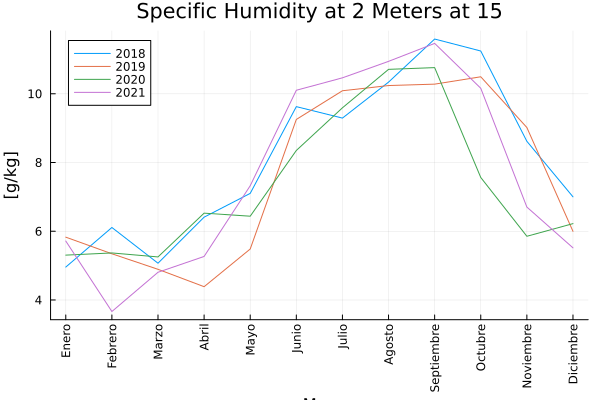 Specific Humidity at 2 Meters at 15
2018
2019
2020
2021
[g/kg]
10
8
6
4
Enero
Febrero
Marzo
Abril
Mayo
Junio
Julio
Agosto
Septiembre
Octubre
Noviembre
Diciembre